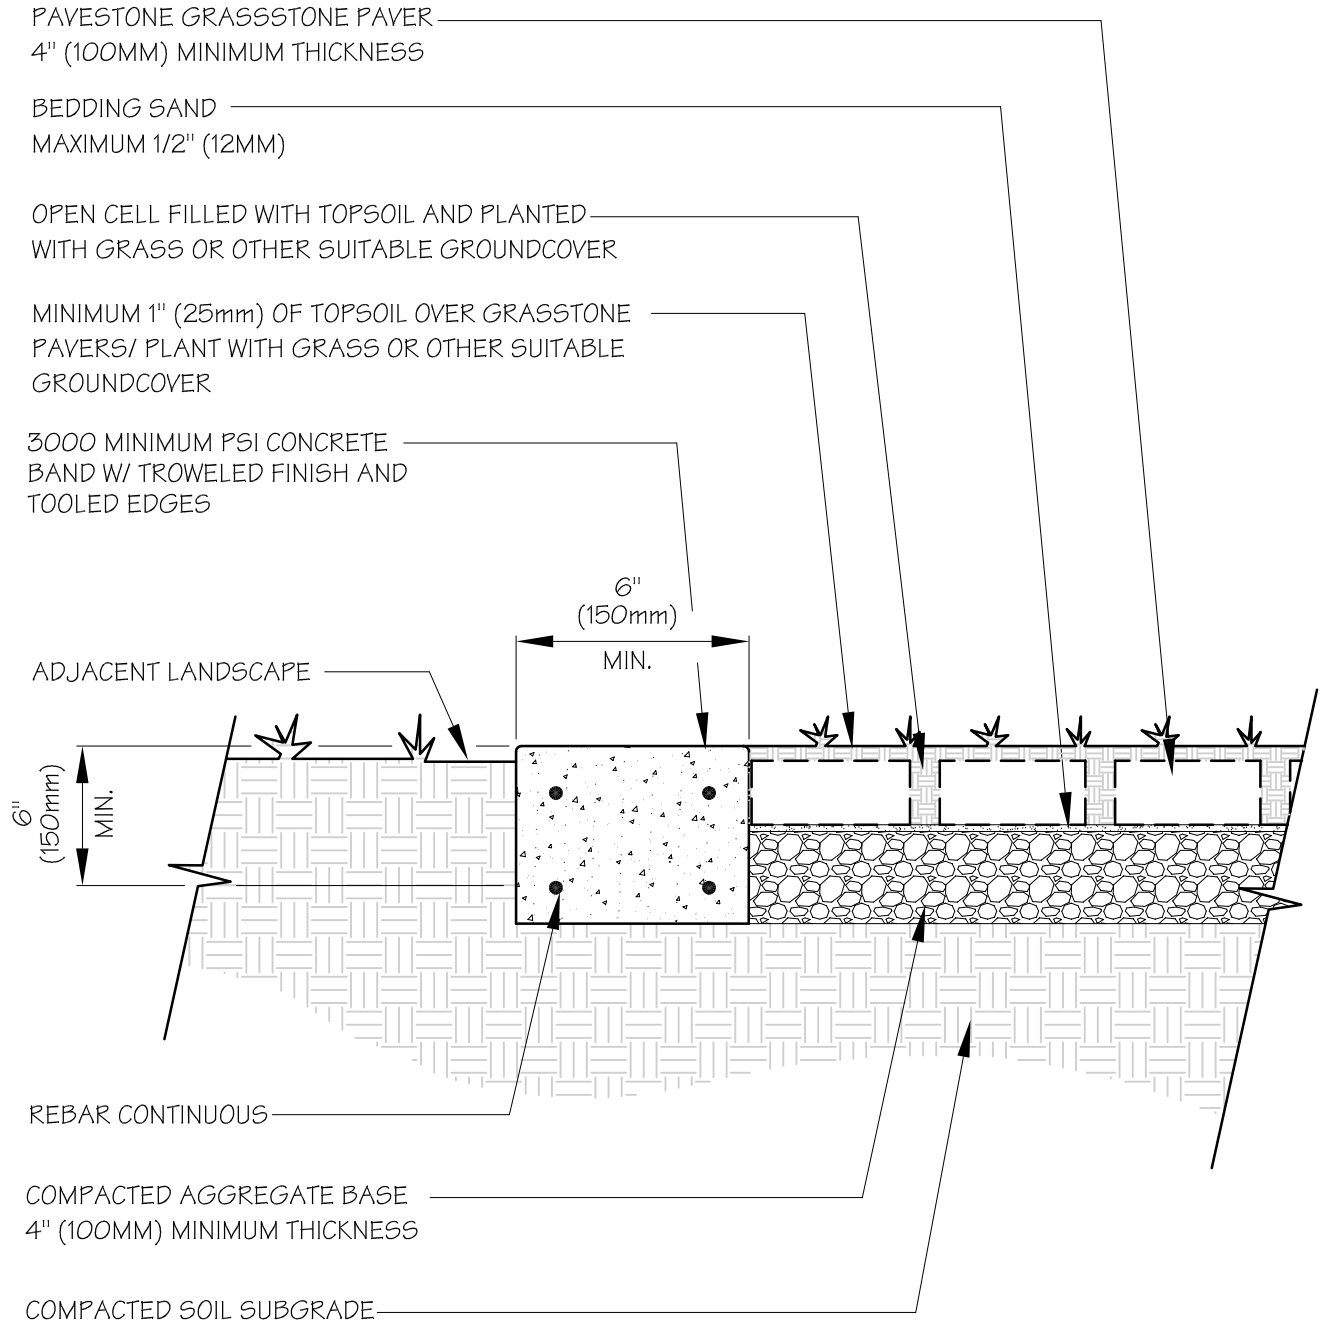 PAVESTONE GRASSSTONE PAVER
4" (100MM) MINIMUM THICKNESS
BEDDING SAND
MAXIMUM 1/2" (12MM)
OPEN CELL FILLED WITH TOPSOIL AND PLANTED
WITH GRASS OR OTHER SUITABLE GROUNDCOVER
MINIMUM 1" (25mm) OF TOPSOIL OVER GRASSTONE
PAVERS/ PLANT WITH GRASS OR OTHER SUITABLE
GROUNDCOVER
3000 MINIMUM PSI CONCRETE
BAND W/ TROWELED FINISH AND
TOOLED EDGES
6"
(150mm)
MIN.
ADJACENT LANDSCAPE
6"
(150mm)
MIN.
REBAR CONTINUOUS
COMPACTED AGGREGATE BASE
4" (100MM) MINIMUM THICKNESS
COMPACTED SOIL SUBGRADE